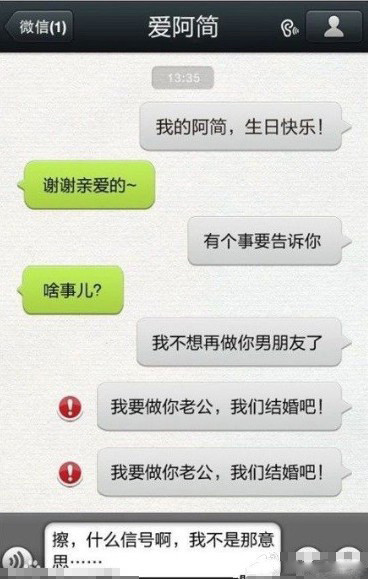 微信(1)
爱阿简
13:35
我的阿简，生日快乐！
谢谢亲爱的~
有个事要告诉你
啥事儿？
我不想再做你男朋友了
我要做你老公，我们结婚吧！
我要做你老公，我们结婚吧！
擦，什么信号啊，我不是那意
思……